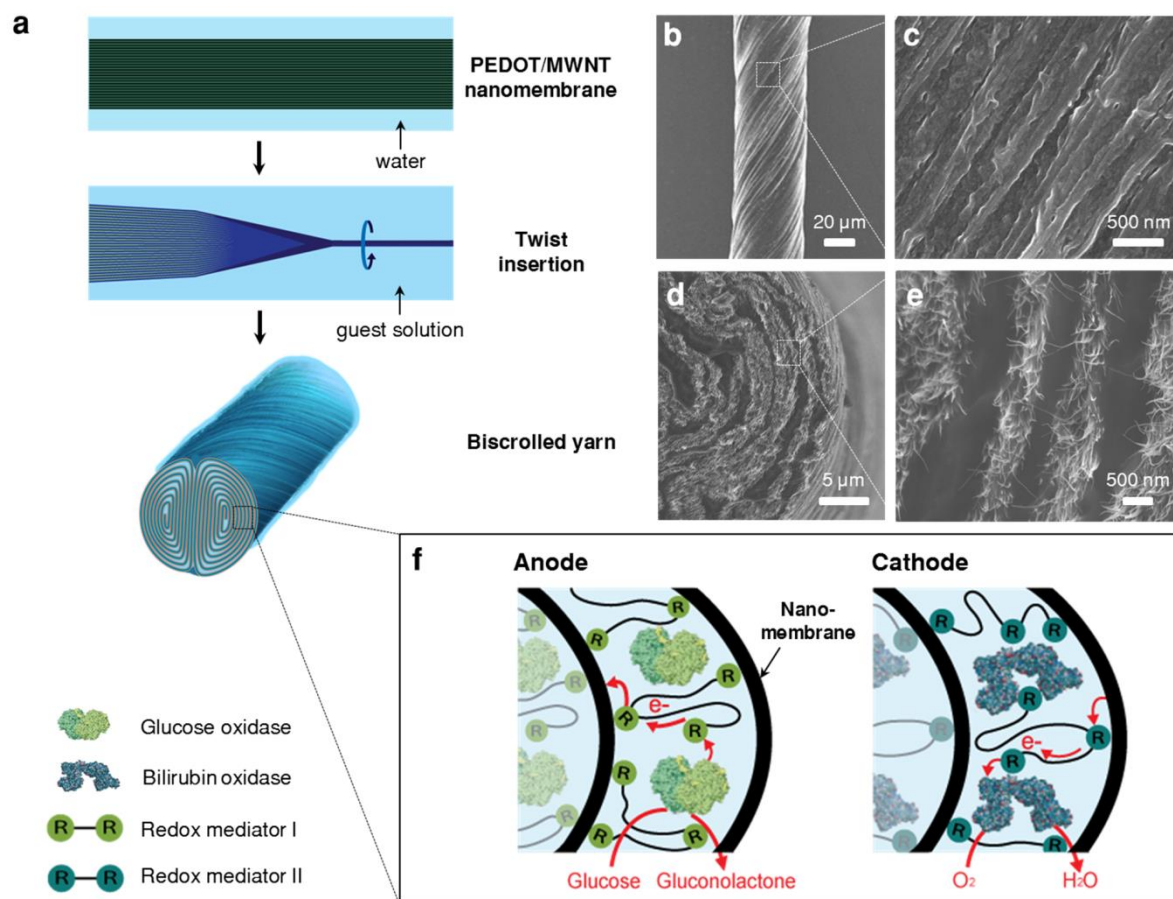 a
PEDOT/MWNT
nanomembrane
water
Twist
insertion
guest solution
Biscrolled yarn
b
20 µm
c
500 nm
d
5 µm
e
500 nm
f
Anode
Cathode
Nano-
membrane
R
R
R
R
R
R
R
R
R
R
R
e-
Glucose
Gluconolactone
R
R
R
R
R
R
R
R
R
e-
O2
H2O
Glucose oxidase
Bilirubin oxidase
R R Redox mediator I
R R Redox mediator II